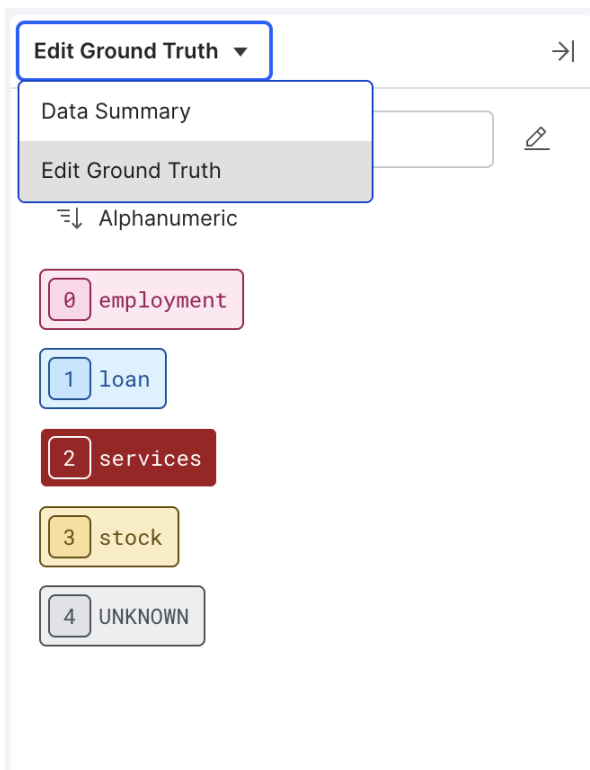 Edit Ground Truth
Data Summary
Edit Ground Truth
Alphanumeric
0 employment
1 loan
2 services
3 stock
4 UNKNOWN